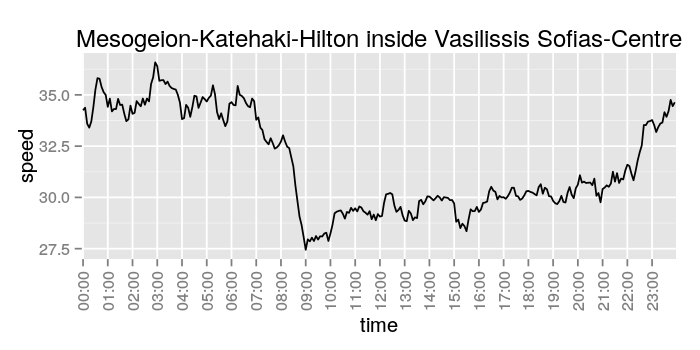 Mesogeion-Katehaki-Hilton inside Vasilissis Sofias-Centre
35.0
32.5
30.0
27.5
speed
00:00 01:00 02:00 03:00 04:00 05:00 06:00 07:00 08:00 09:00 10:00 11:00 12:00 13:00 14:00 15:00 16:00 17:00 18:00 19:00 20:00 21:00 22:00 23:00
time